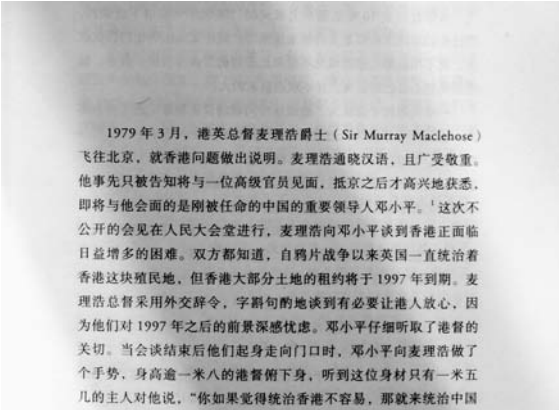 1979 年 3 月，港英总督麦理浩爵士（Sir Murray Maclehose）
飞往北京，就香港问题做出说明。麦理浩通晓汉语，且广受敬重。
他事先只被告知将与一位高级官员见面，抵京之后才高兴地获悉，
即将与他会面的是刚被任命的中国的重要领导人邓小平。¹ 这次不
公开的会见在人民大会堂进行，麦理浩向邓小平谈到香港正面临
日益增多的困难。双方都知道，自鸦片战争以来英国一直统治着
香港这块殖民地，但香港大部分土地的租约将于 1997 年到期。麦
理浩总督采用外交辞令，字斟句酌地谈到有必要让港人放心，因
为他们对 1997 年之后的前景深感忧虑。邓小平仔细听取了港督的
关切。当会谈结束后他们起身走向门口时，邓小平向麦理浩做了
个手势、身高逾一米八的港督俯下身，听到这位身材只有一米五
几的主人对他说，“你如果觉得统治香港不容易，那就来统治中国